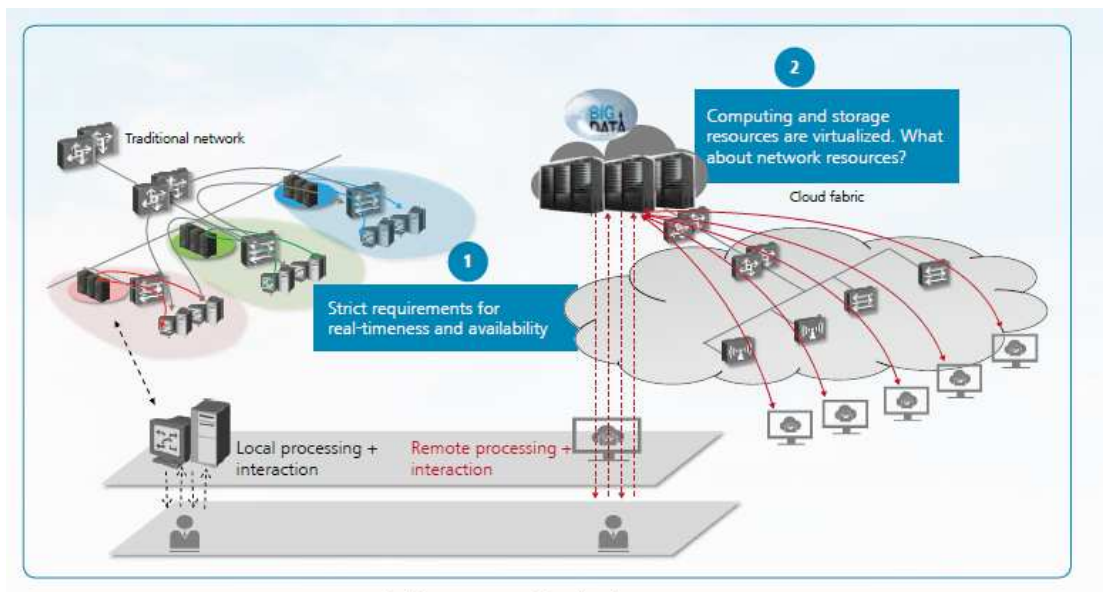 Traditional network
BIG
DATA
2
Computing and storage
resources are virtualized. What
about network resources?
Cloud fabric
1
Strict requirements for
real-timeness and availability
Local processing +
interaction
Remote processing +
interaction